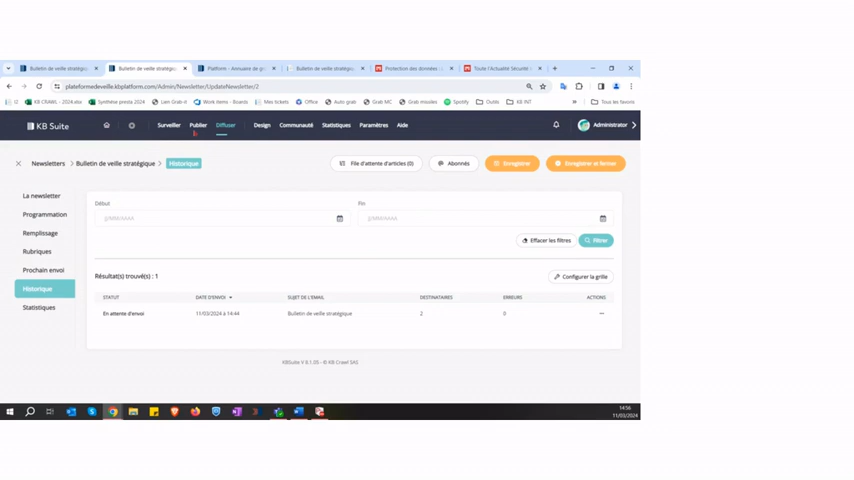 Bulletin de veille stratégiq
Bulletin de veille stratégiq
Platform - Annuaire de ge
Bulletin de veille stratégiq
Protection des données :
Toute l'Actualité Sécurité
plateformedeveille.kbplatform.com/Admin/Newsletter/UpdateNewsletter/2
KB CRAWL - 2024.xlsx
Synthèse presta 2024
Lien Grab-it
Work items - Boards
Mes tickets
Office
Auto grab
Grab MC
Grab missiles
Spotify
Outils
KB INT
Tous les favoris
KB Suite
Surveiller
Publier
Diffuser
Design
Communauté
Statistiques
Paramètres
Aide
Administrator
Newsletters
Bulletin de veille stratégique
Historique
File d'attente d'articles (0)
Abonnés
Enregistrer
Enregistrer et fermer
La newsletter
Programmation
Remplissage
Rubriques
Prochain envoi
Historique
Statistiques
Début
Fin
JJ/MM/AAAA
JJ/MM/AAAA
Effacer les filtres
Filtrer
Résultat(s) trouvé(s) : 1
Configurer la grille
STATUT DATE D'ENVOI SUJET DE L'EMAIL DESTINATAIRES ERREURS ACTIONS
En attente d'envoi 11/03/2024 à 14:44 Bulletin de veille stratégique 2 0
KBSuite V 8.1.20 - © KB Crawl SAS
14:56
11/03/2024